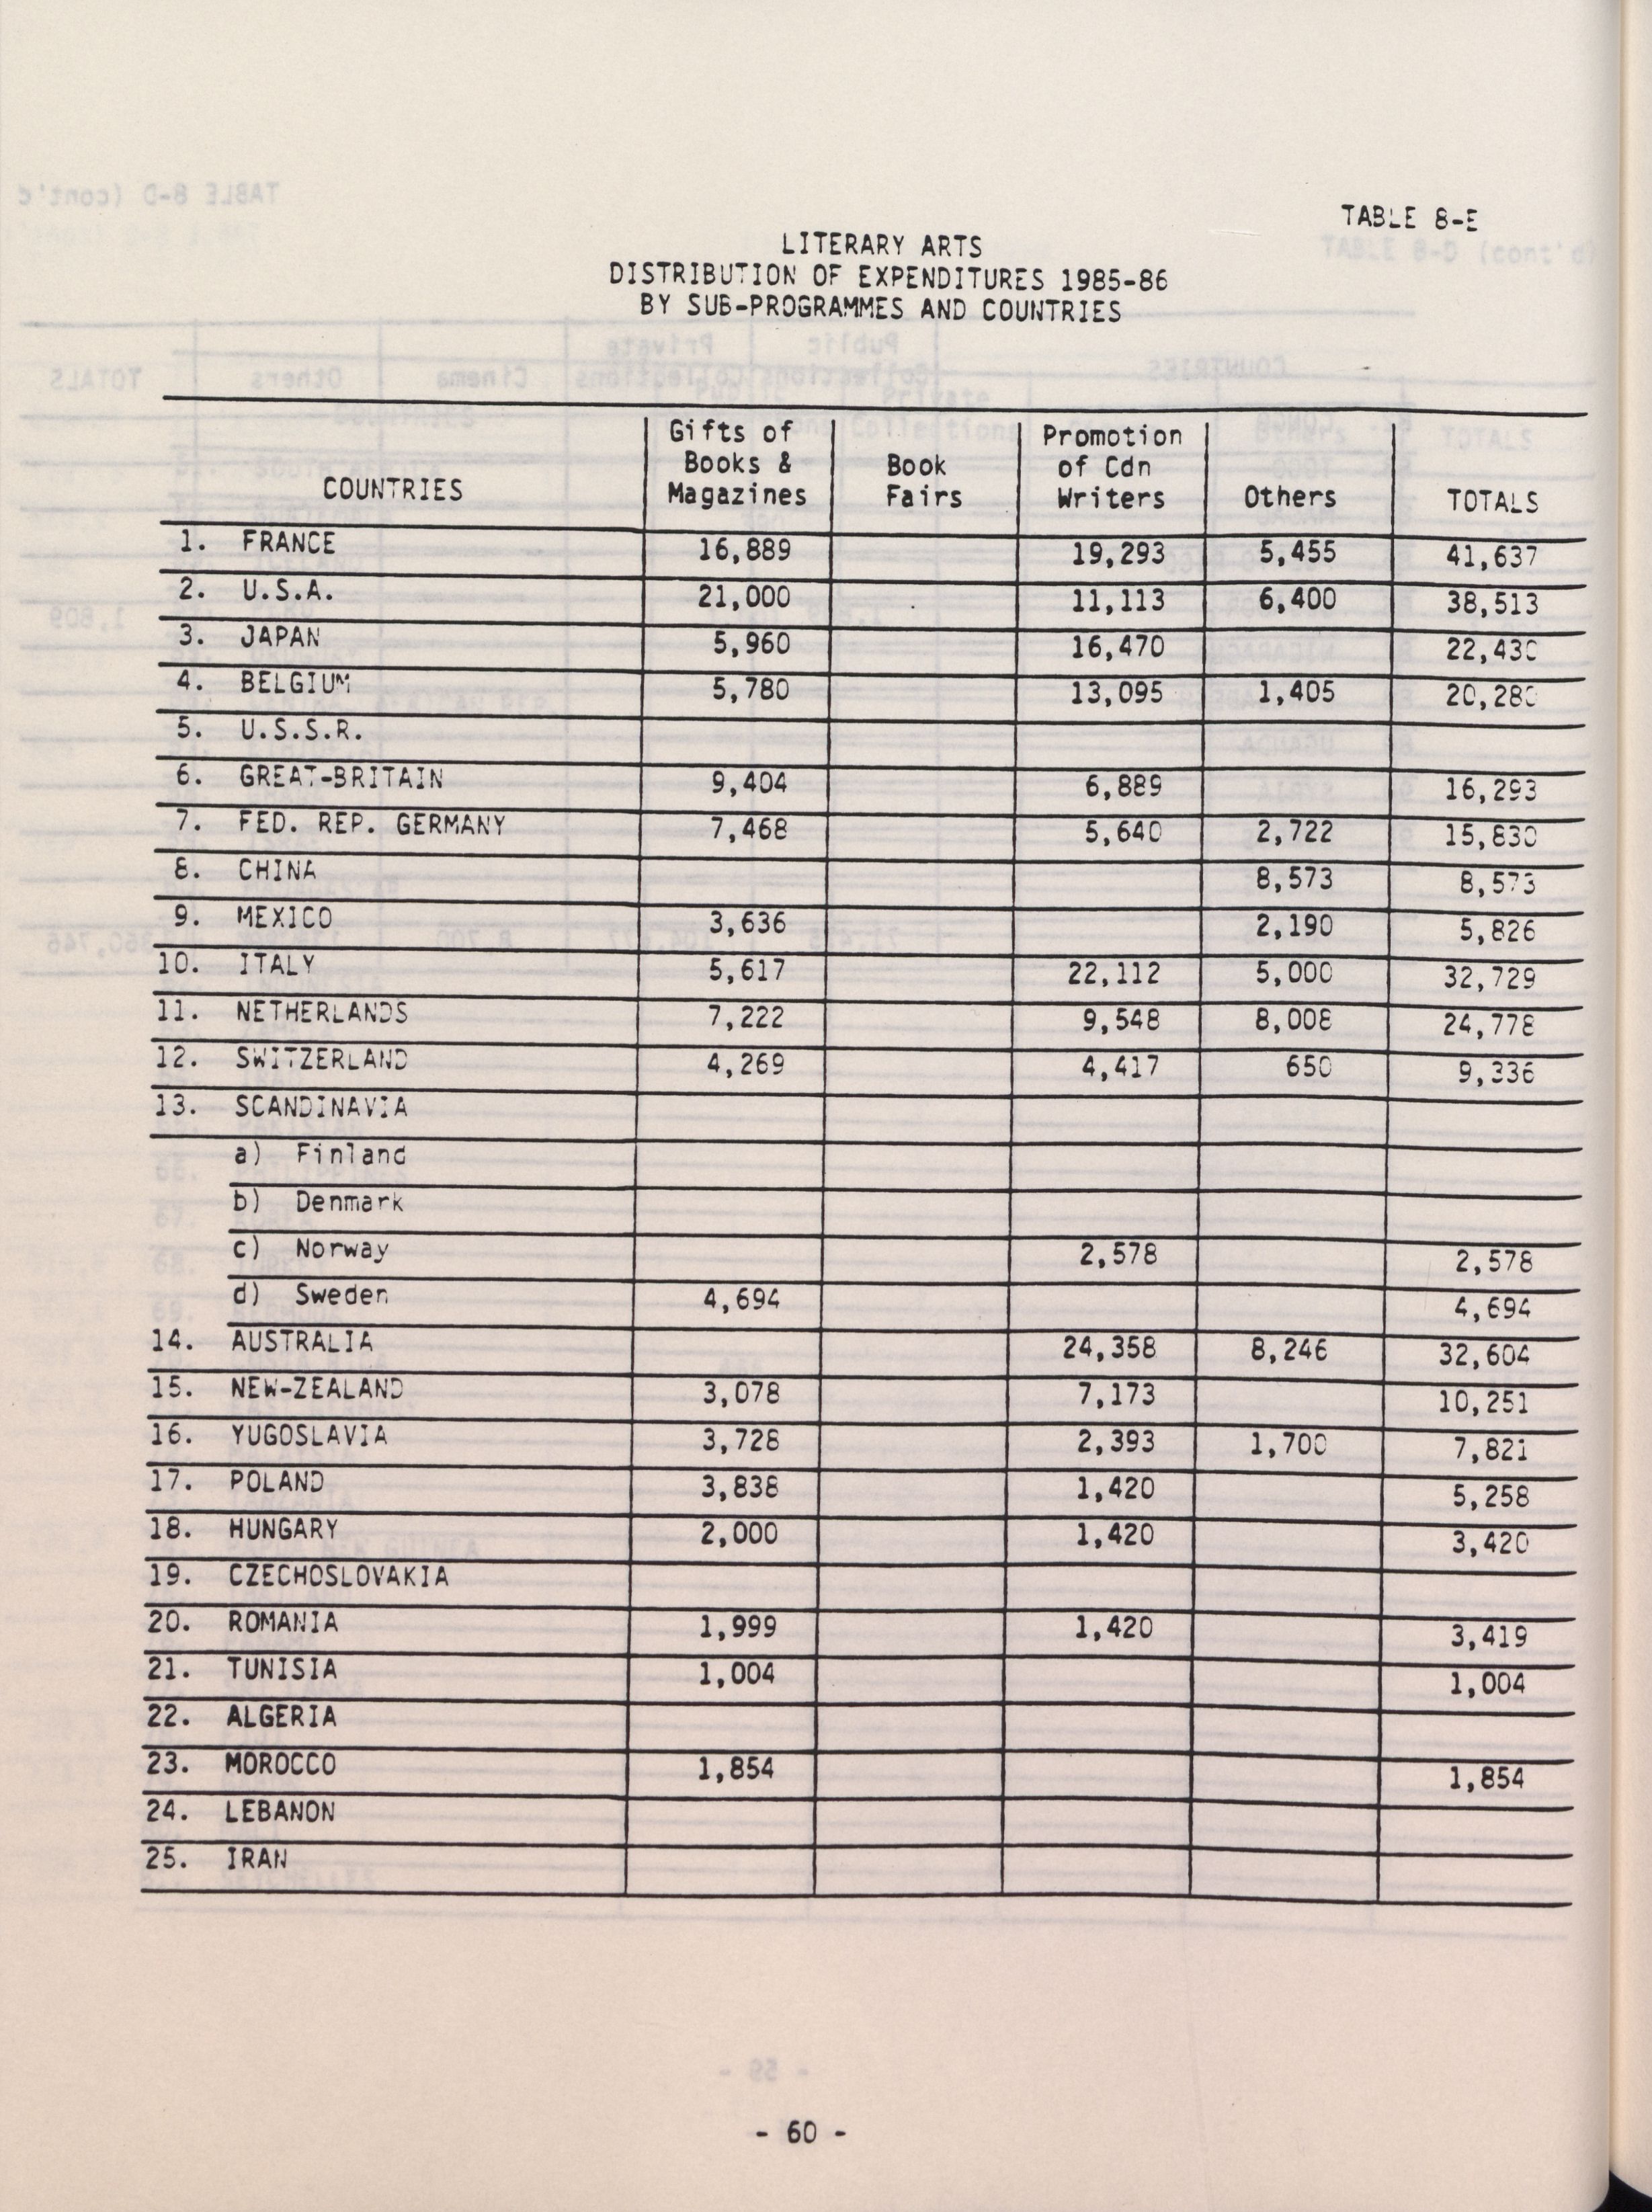 TABLE 8-E
LITERARY ARTS
DISTRIBUTION OF EXPENDITURES 1985-86
BY SUB-PROGRAMMES AND COUNTRIES
COUNTRIES Gifts of Books & Magazines Book Fairs Promotion of Cdn Writers Others TOTALS
1. FRANCE 16,889 19,293 5,455 41,637
2. U.S.A. 21,000 11,113 6,400 38,513
3. JAPAN 5,960 16,470 22,430
4. BELGIUM 5,780 13,095 1,405 20,280
5. U.S.S.R.
6. GREAT-BRITAIN 9,404 6,889 16,293
7. FED. REP. GERMANY 7,468 5,640 2,722 15,830
8. CHINA 8,573 8,573
9. MEXICO 3,636 2,190 5,826
10. ITALY 5,617 22,112 5,000 32,729
11. NETHERLANDS 7,222 9,548 8,008 24,778
12. SWITZERLAND 4,269 4,417 650 9,336
13. SCANDINAVIA
a) Finland
b) Denmark
c) Norway 2,578 2,578
d) Sweden 4,694 4,694
14. AUSTRALIA 24,358 8,246 32,604
15. NEW-ZEALAND 3,078 7,173 10,251
16. YUGOSLAVIA 3,728 2,393 1,700 7,821
17. POLAND 3,838 1,420 5,258
18. HUNGARY 2,000 1,420 3,420
19. CZECHOSLOVAKIA
20. ROMANIA 1,999 1,420 3,419
21. TUNISIA 1,004 1,004
22. ALGERIA
23. MOROCCO 1,854 1,854
24. LEBANON
25. IRAN
- 60 -